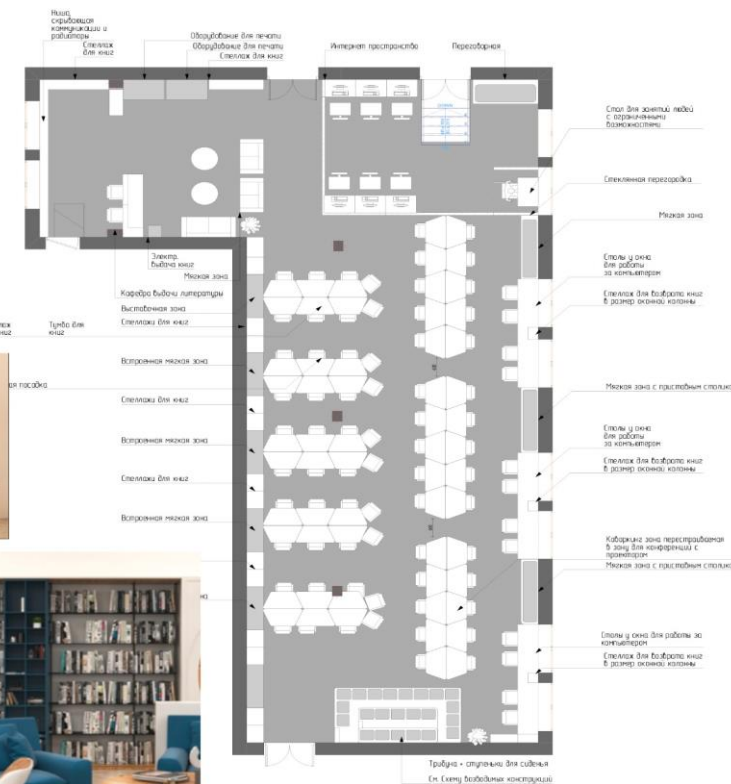 Ниша
скрывающая
коммуникации и
радиаторы
Стеллаж
для книг
Оборудование для печати
Оборудование для печати
Стеллаж для книг
Интернет пространство
Переговорная
Стол для занятий людей
с ограниченными
возможностями
Стеклянная перегородка
Мягкая зона
Столы у окна
для работы
за компьютером
Стеллаж для возврата книг
в размер оконной колонны
Электр.
выдача книг
Мягкая зона
Кафедра выдачи литературы
Выставочная зона
Стеллажи для книг
Тумба для
книг
Встроенная мягкая зона
ая посадка
Стеллажи для книг
Встроенная мягкая зона
Стеллажи для книг
Встроенная мягкая зона
Мягкая зона с приставным столиком
Столы у окна
для работы
за компьютером
Стеллаж для возврата книг
в размер оконной колонны
Коворкинг зона перестраиваемая
в зону для конференций с
проектором
Мягкая зона с приставным столиком
Столы у окна для работы за
компьютером
Стеллаж для возврата книг
в размер оконной колонны
Трибуна + ступеньки для сиденья
См. Схему возводимых конструкций